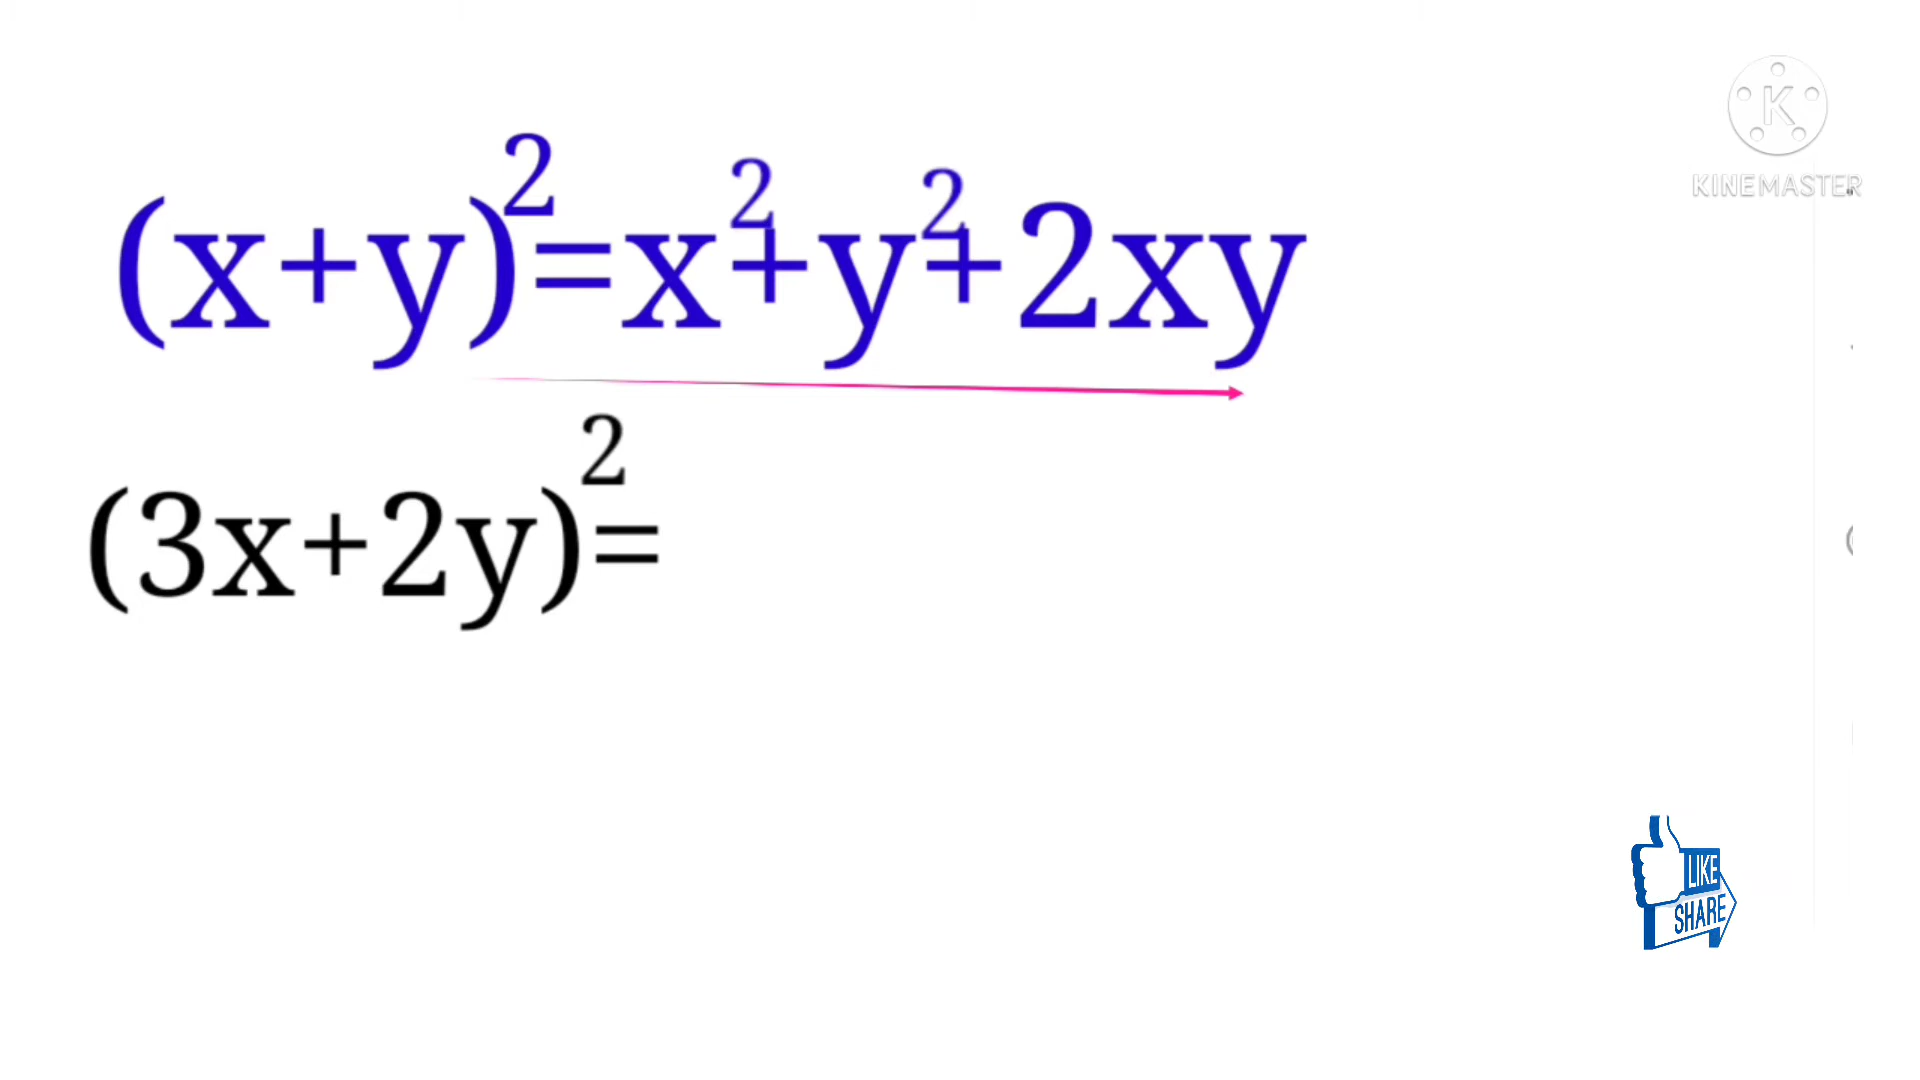 (x+y)²=x²+y²+2xy
KINEMASTER
(3x+2y)²=
LIKE
SHARE